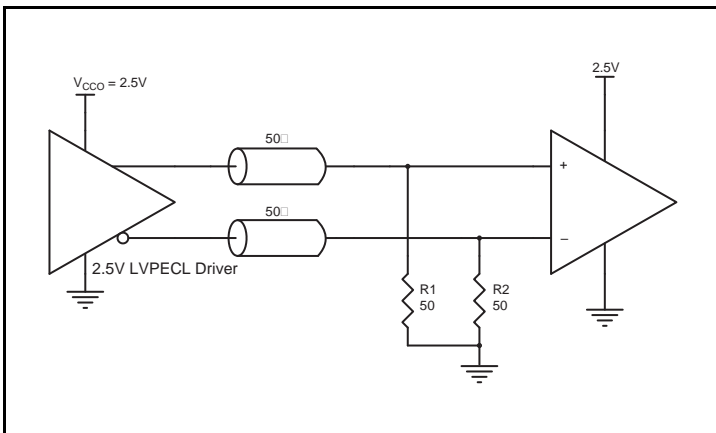 V_CCO = 2.5V
2.5V
50□
+
50□
–
2.5V LVPECL Driver
R1
50
R2
50